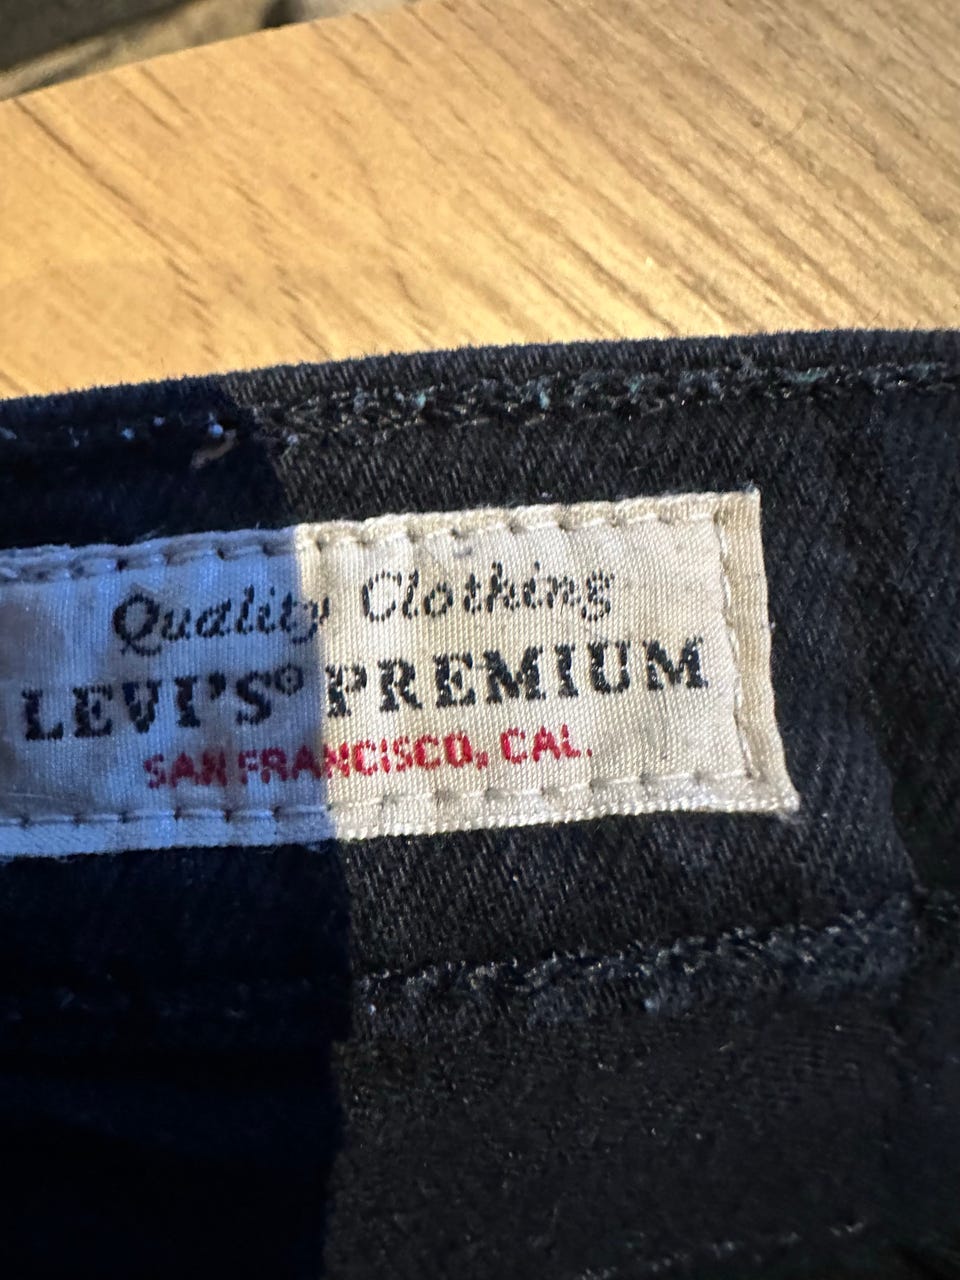 Quality Clothing
LEVI'S® PREMIUM
SAN FRANCISCO, CAL.